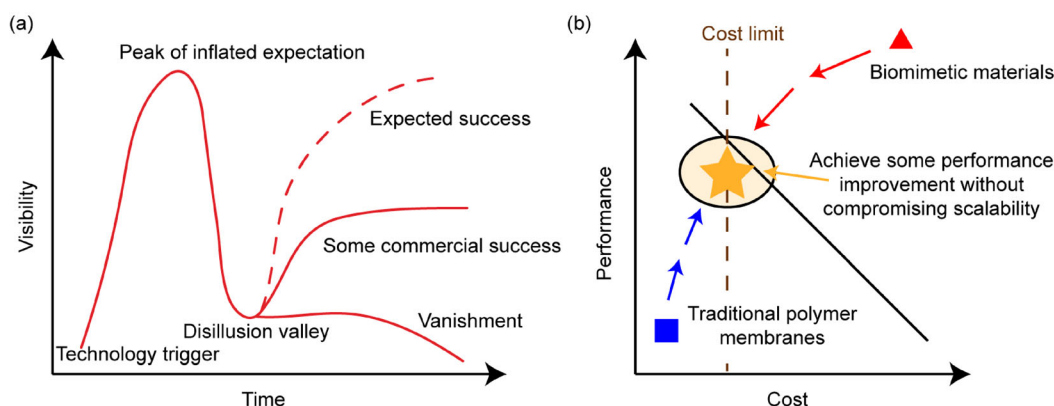 (a)
Peak of inflated expectation
Expected success
Visibility
Some commercial success
Disillusion valley
Vanishment
Technology trigger
Time
(b)
Cost limit
Biomimetic materials
Achieve some performance
improvement without
compromising scalability
Performance
Traditional polymer
membranes
Cost